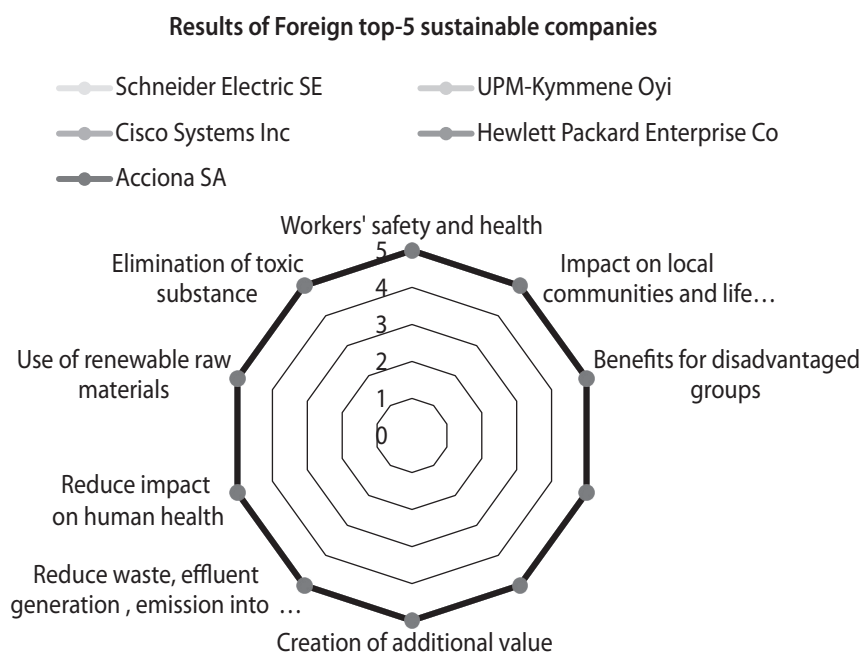 Results of Foreign top-5 sustainable companies
Schneider Electric SE
UPM-Kymmene Oyi
Cisco Systems Inc
Hewlett Packard Enterprise Co
Acciona SA
Workers' safety and health
5
Elimination of toxic
substance
Impact on local
communities and life…
4
3
Use of renewable raw
materials
Benefits for disadvantaged
groups
2
1
0
Reduce impact
on human health
Reduce waste, effluent
generation , emission into …
Creation of additional value